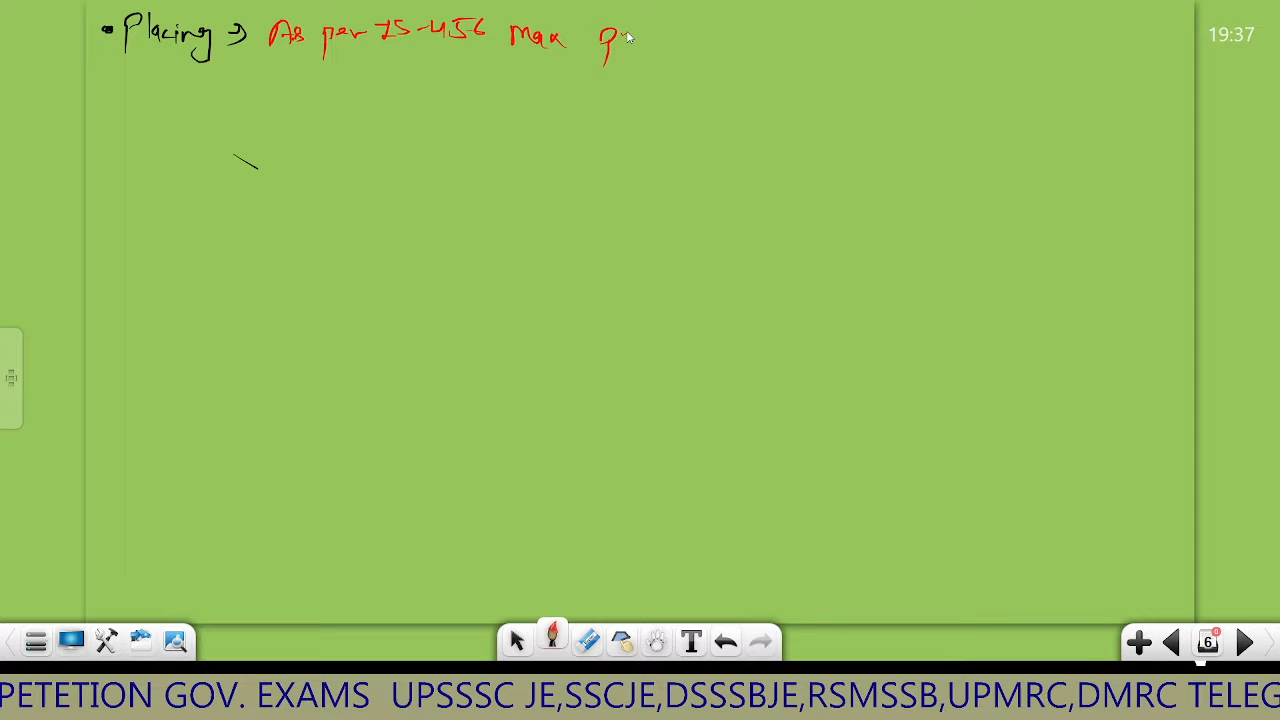 • Placing ⇒ As per IS-456 Max p
19:37
6
PETETION GOV. EXAMS UPSSSC JE,SSCJE,DSSSBJE,RSMSSB,UPMRC,DMRC TELEG